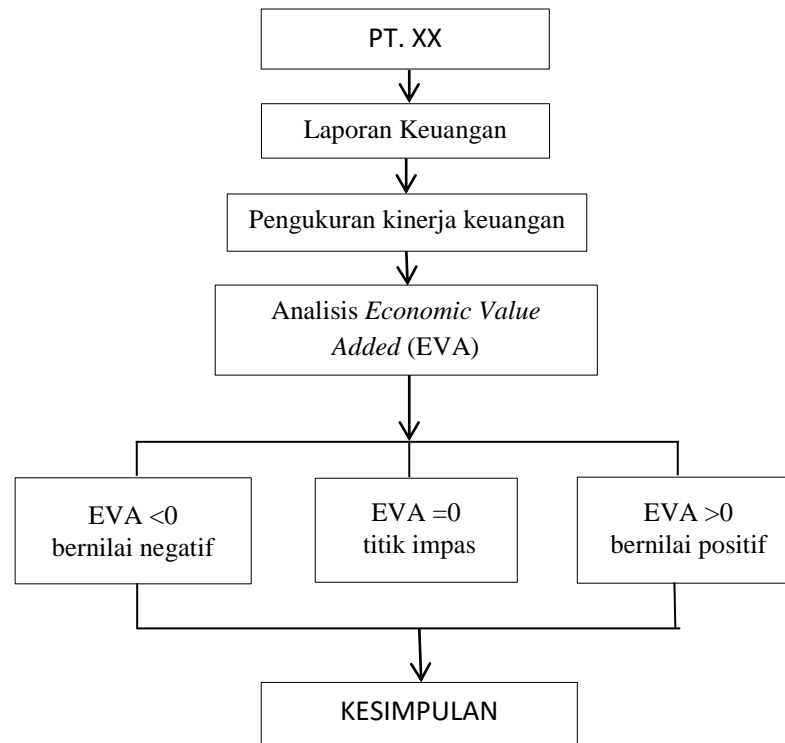 PT. XX
Laporan Keuangan
Pengukuran kinerja keuangan
Analisis Economic Value
Added (EVA)
EVA <0
bernilai negatif
EVA =0
titik impas
EVA >0
bernilai positif
KESIMPULAN